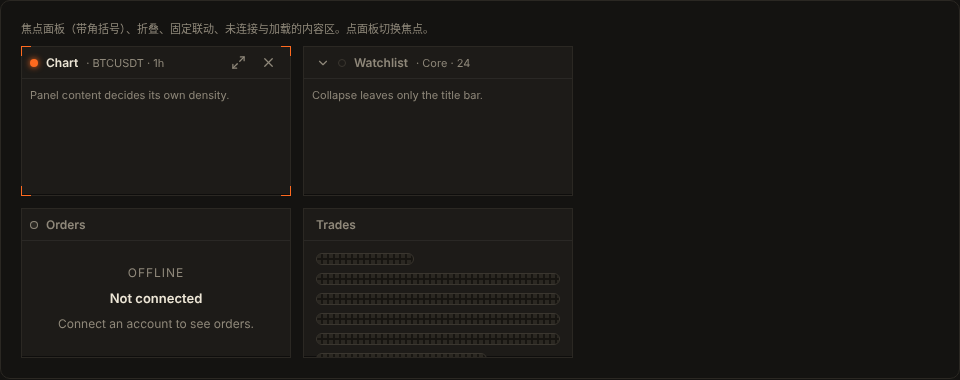 焦点面板（带角括号）、折叠、固定联动、未连接与加载的内容区。点面板切换焦点。
Chart · BTCUSDT · 1h
Panel content decides its own density.
Watchlist · Core · 24
Collapse leaves only the title bar.
Orders
OFFLINE
Not connected
Connect an account to see orders.
Trades